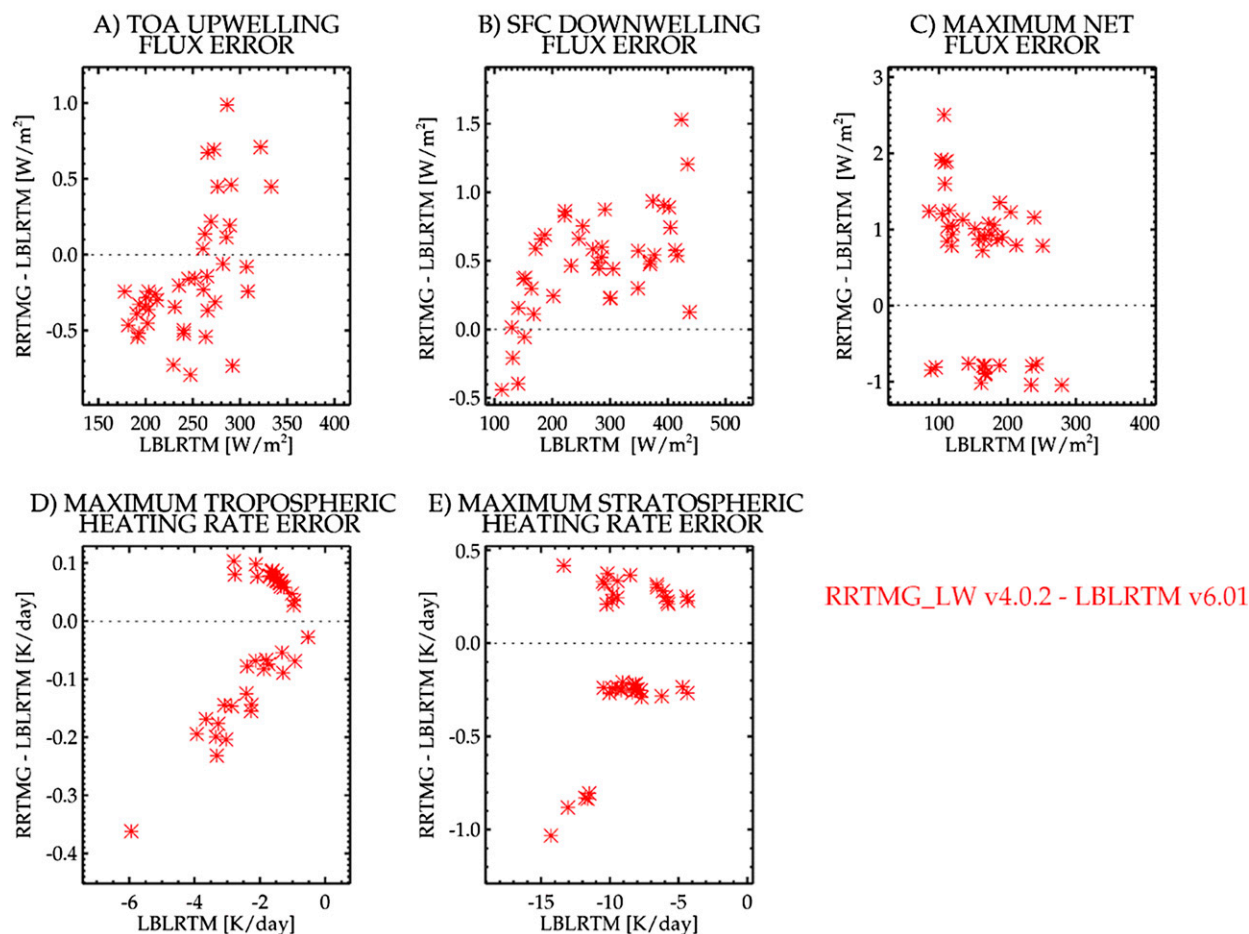 A) TOA UPWELLING
FLUX ERROR
B) SFC DOWNWELLING
FLUX ERROR
C) MAXIMUM NET
FLUX ERROR
RRTMG - LBLRTM [W/m²]
1.0
0.5
0.0
-0.5
150 200 250 300 350 400
LBLRTM [W/m²]
RRTMG - LBLRTM [W/m²]
1.5
1.0
0.5
0.0
-0.5
100 200 300 400 500
LBLRTM [W/m²]
RRTMG - LBLRTM [W/m²]
3
2
1
0
-1
100 200 300 400
LBLRTM [W/m²]
D) MAXIMUM TROPOSPHERIC
HEATING RATE ERROR
E) MAXIMUM STRATOSPHERIC
HEATING RATE ERROR
RRTMG - LBLRTM [K/day]
0.1
0.0
-0.1
-0.2
-0.3
-0.4
-6 -4 -2 0
LBLRTM [K/day]
RRTMG - LBLRTM [K/day]
0.5
0.0
-0.5
-1.0
-15 -10 -5 0
LBLRTM [K/day]
RRTMG_LW v4.0.2 - LBLRTM v6.01